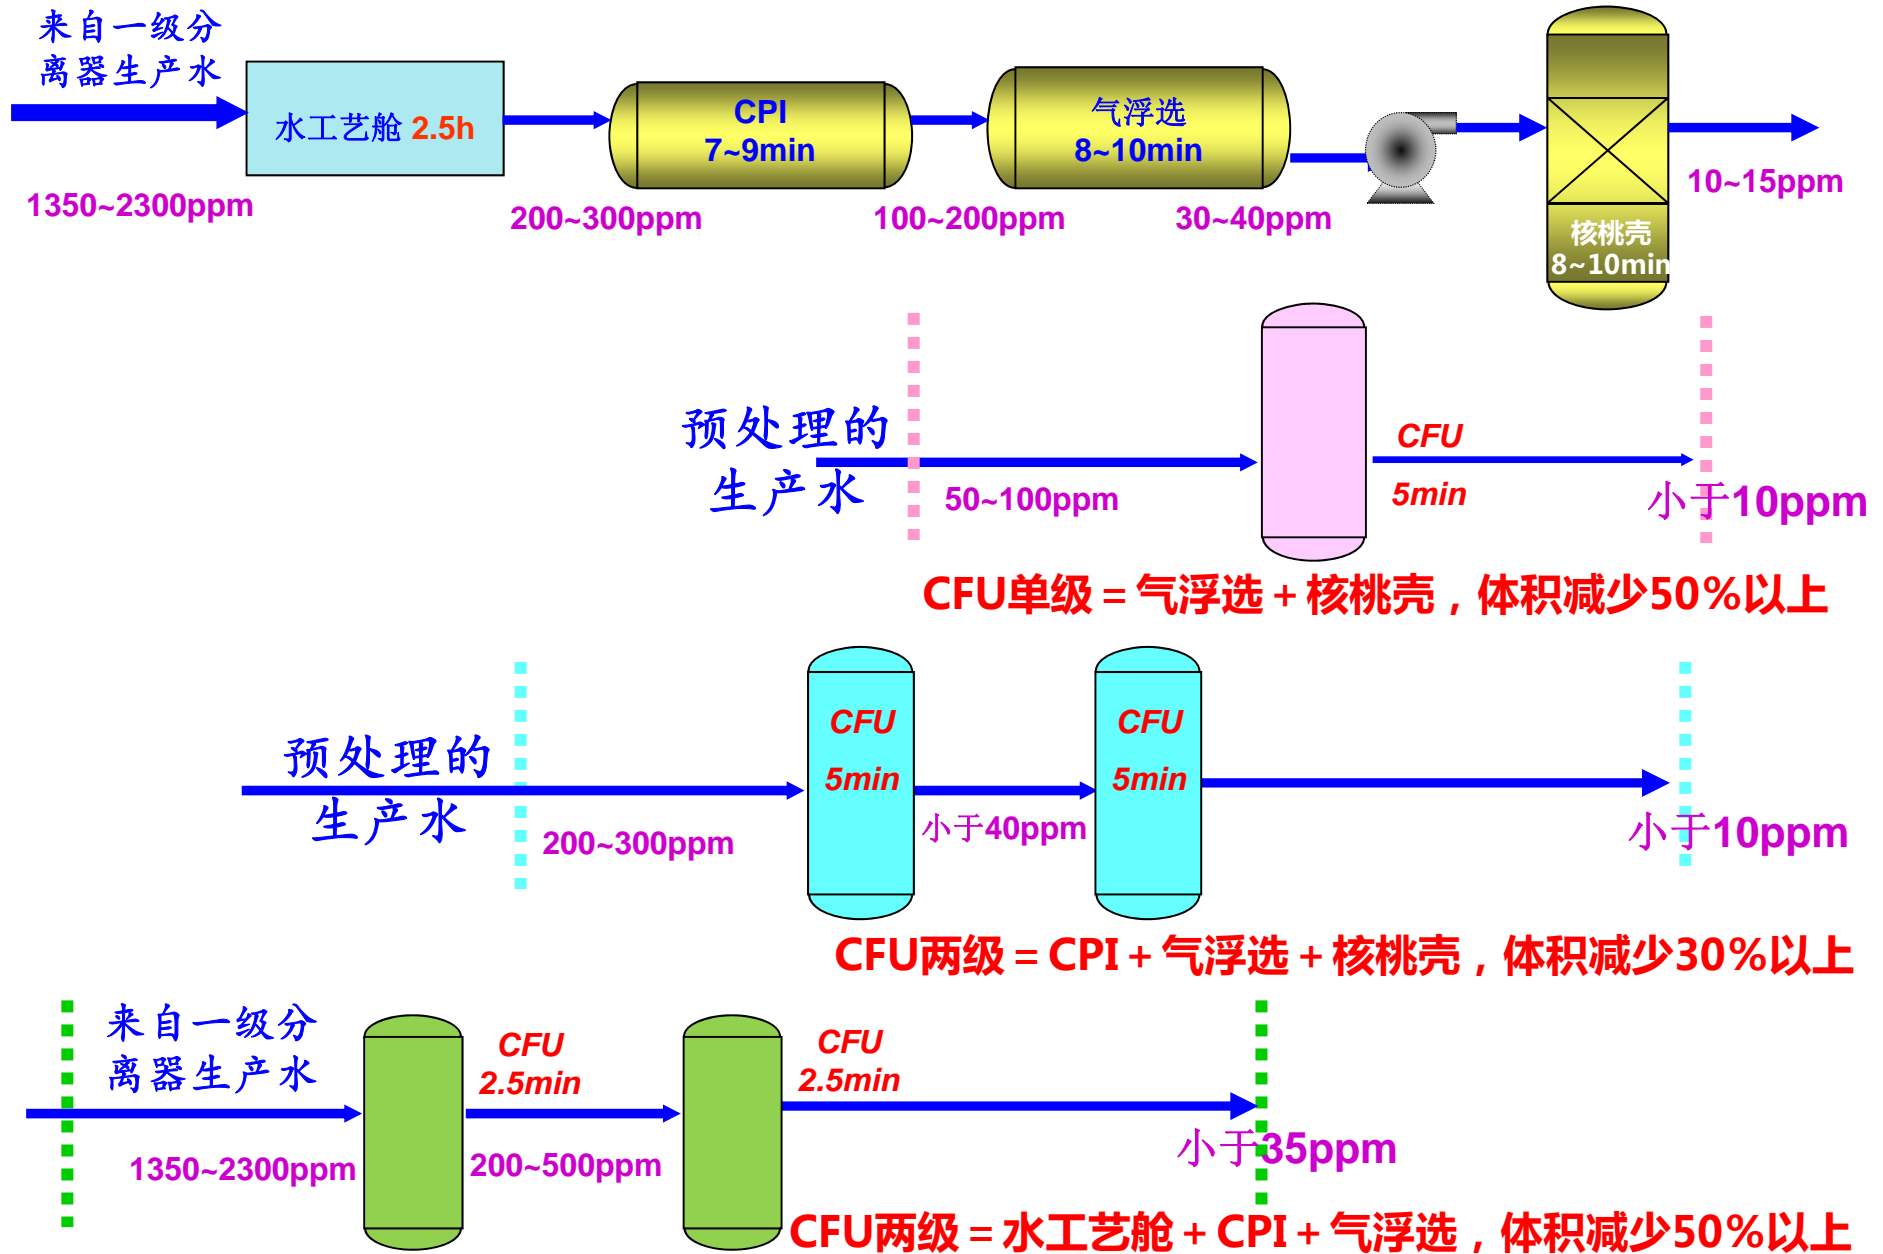 来自一级分
离器生产水
水工艺舱 2.5h
CPI
7~9min
气浮选
8~10min
核桃壳
8~10min
1350~2300ppm
200~300ppm
100~200ppm
30~40ppm
10~15ppm
预处理的
生产水
50~100ppm
CFU
5min
小于10ppm
CFU单级=气浮选+核桃壳，体积减少50%以上
预处理的
生产水
200~300ppm
CFU
5min
小于40ppm
CFU
5min
小于10ppm
CFU两级=CPI+气浮选+核桃壳，体积减少30%以上
来自一级分
离器生产水
1350~2300ppm
CFU
2.5min
200~500ppm
CFU
2.5min
小于35ppm
CFU两级=水工艺舱+CPI+气浮选，体积减少50%以上